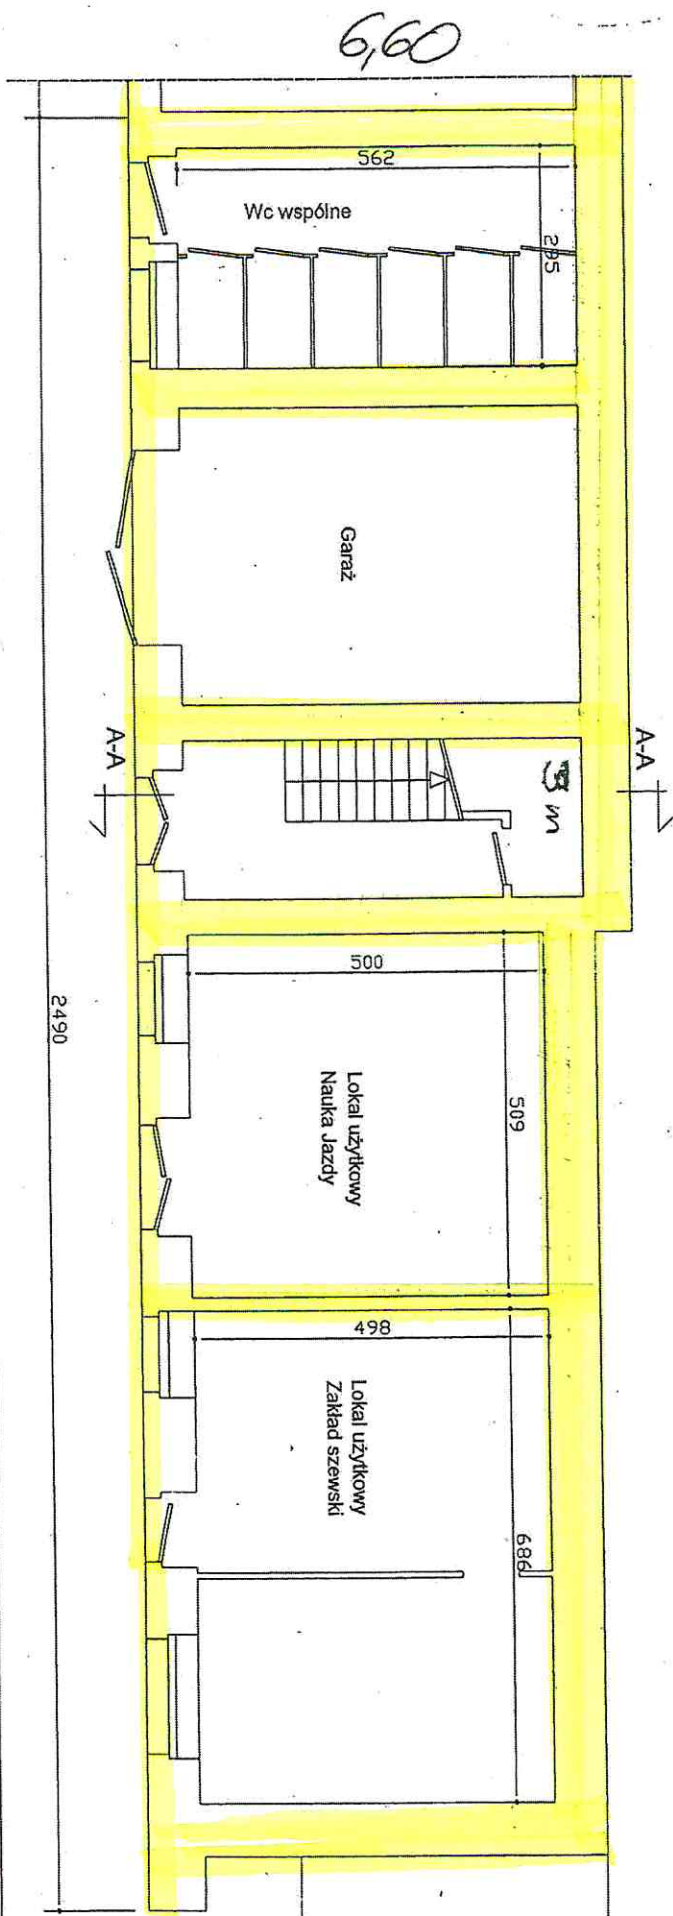 6,60
562
Wc wspólne
295
Garaż
A-A
A-A
3 m
500
509
Lokal użytkowy
Nauka Jazdy
2490
498
Lokal użytkowy
Zakład szewski
686